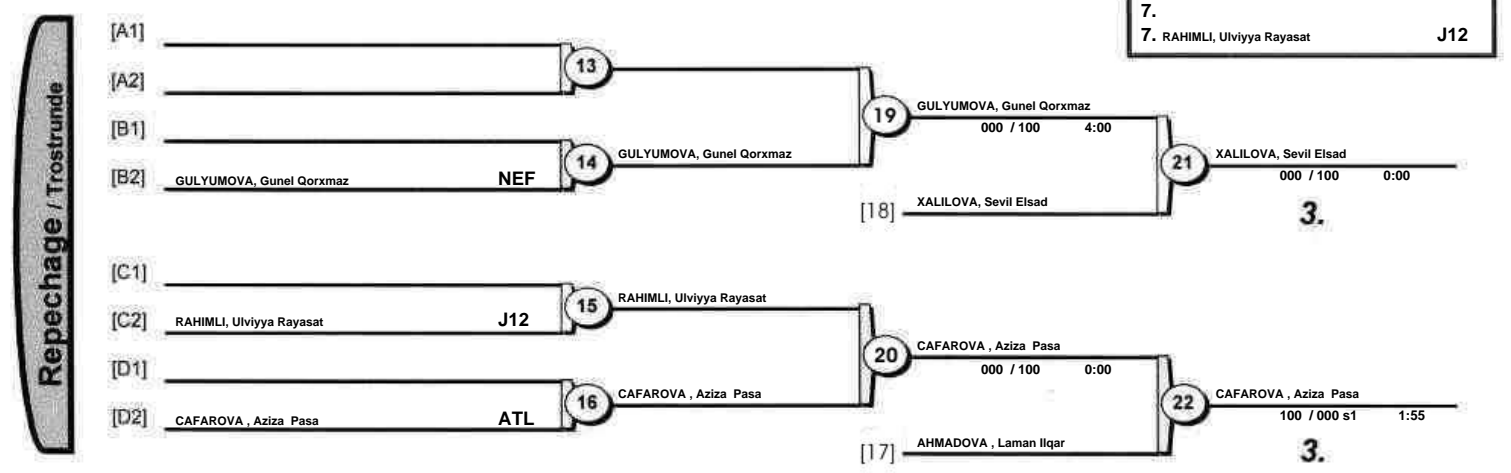 7.
7. RAHIMLI, Ulviyya Rayasat J12
Repechage / Trostrunde
[A1]
13
[A2]
19
GULYUMOVA, Gunel Qorxmaz
000 / 100 4:00
[B1]
14
GULYUMOVA, Gunel Qorxmaz
21
XALILOVA, Sevil Elsad
000 / 100 0:00
[B2] GULYUMOVA, Gunel Qorxmaz NEF
[18] XALILOVA, Sevil Elsad
3.
[C1]
15
RAHIMLI, Ulviyya Rayasat
[C2] RAHIMLI, Ulviyya Rayasat J12
20
CAFAROVA , Aziza Pasa
000 / 100 0:00
[D1]
16
CAFAROVA , Aziza Pasa
22
CAFAROVA , Aziza Pasa
100 / 000 s1 1:55
[D2] CAFAROVA , Aziza Pasa ATL
[17] AHMADOVA , Laman Ilqar
3.